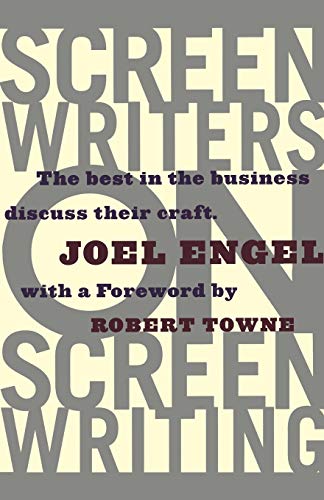 SCREEN
WRITERS
The best in the business
ON
discuss their craft.
JOEL ENGEL
with a Foreword by
ROBERT TOWNE
SCREEN
WRITING